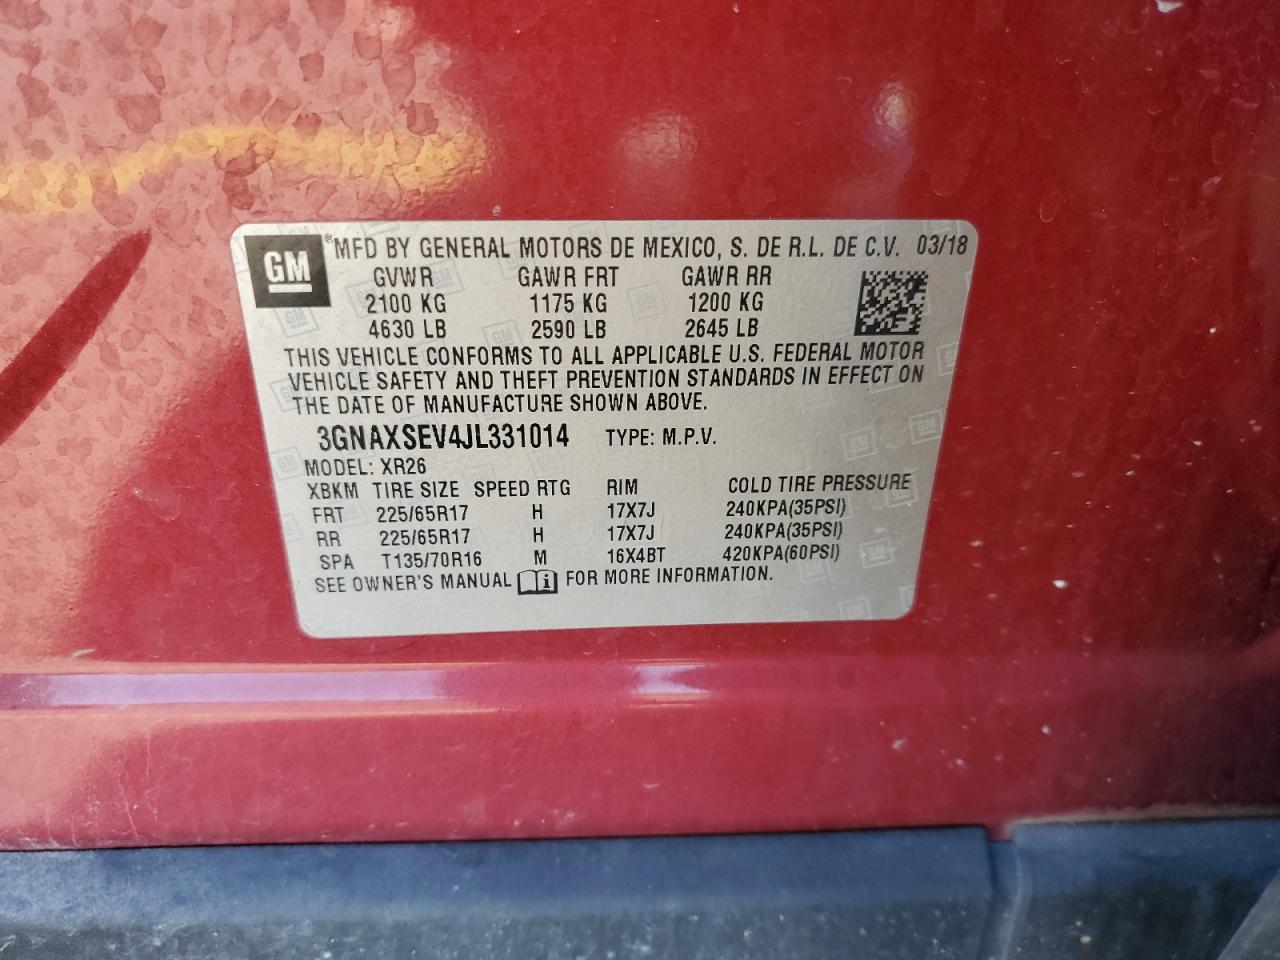 GM
® MFD BY GENERAL MOTORS DE MEXICO, S. DE R.L. DE C.V. 03/18
GVWR GAWR FRT GAWR RR
2100 KG 1175 KG 1200 KG
4630 LB 2590 LB 2645 LB
THIS VEHICLE CONFORMS TO ALL APPLICABLE U.S. FEDERAL MOTOR
VEHICLE SAFETY AND THEFT PREVENTION STANDARDS IN EFFECT ON
THE DATE OF MANUFACTURE SHOWN ABOVE.
3GNAXSEV4JL331014 TYPE: M.P.V.
MODEL: XR26
XBKM TIRE SIZE SPEED RTG RIM COLD TIRE PRESSURE
FRT 225/65R17 H 17X7J 240KPA(35PSI)
RR 225/65R17 H 17X7J 240KPA(35PSI)
SPA T135/70R16 M 16X4BT 420KPA(60PSI)
SEE OWNER'S MANUAL i FOR MORE INFORMATION.